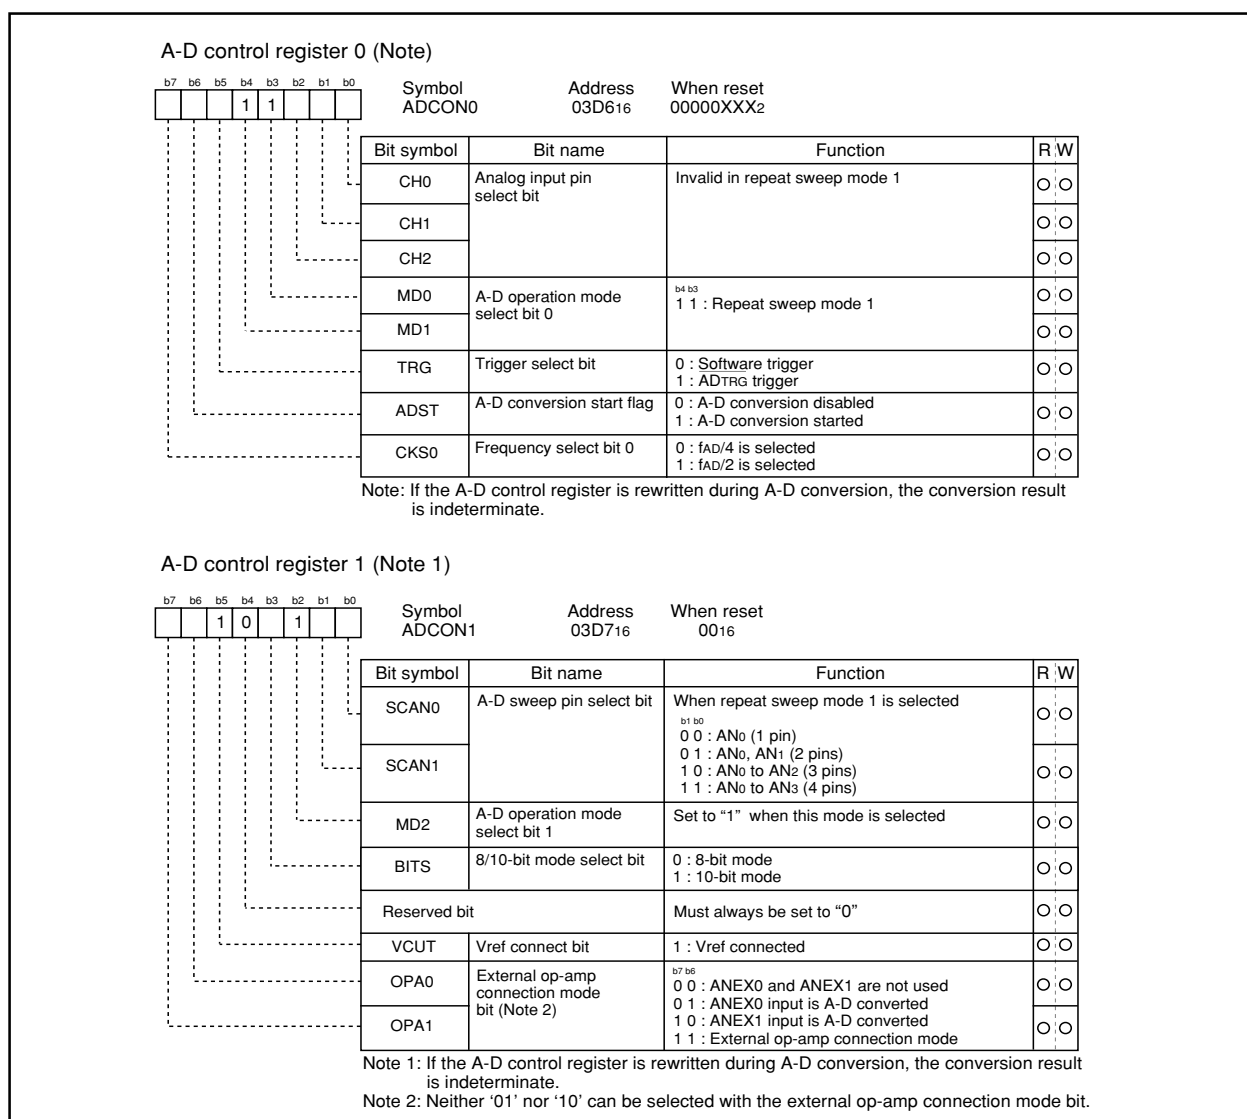 A-D control register 0 (Note)
b7 b6 b5 b4 b3 b2 b1 b0
1 1
Symbol Address When reset
ADCON0 03D616 00000XXX2
Bit symbol Bit name Function R W
CH0 Analog input pin select bit Invalid in repeat sweep mode 1
CH1
CH2
MD0 A-D operation mode select bit 0 b4 b3
1 1 : Repeat sweep mode 1
MD1
TRG Trigger select bit 0 : Software trigger
1 : ADTRG trigger
ADST A-D conversion start flag 0 : A-D conversion disabled
1 : A-D conversion started
CKS0 Frequency select bit 0 0 : fAD/4 is selected
1 : fAD/2 is selected
Note: If the A-D control register is rewritten during A-D conversion, the conversion result
is indeterminate.
A-D control register 1 (Note 1)
b7 b6 b5 b4 b3 b2 b1 b0
1 0 1
Symbol Address When reset
ADCON1 03D716 0016
Bit symbol Bit name Function R W
SCAN0 A-D sweep pin select bit When repeat sweep mode 1 is selected
b1 b0
0 0 : AN0 (1 pin)
0 1 : AN0, AN1 (2 pins)
SCAN1 1 0 : AN0 to AN2 (3 pins)
1 1 : AN0 to AN3 (4 pins)
MD2 A-D operation mode select bit 1 Set to “1” when this mode is selected
BITS 8/10-bit mode select bit 0 : 8-bit mode
1 : 10-bit mode
Reserved bit Must always be set to “0”
VCUT Vref connect bit 1 : Vref connected
OPA0 External op-amp connection mode bit (Note 2) b7 b6
0 0 : ANEX0 and ANEX1 are not used
0 1 : ANEX0 input is A-D converted
OPA1 1 0 : ANEX1 input is A-D converted
1 1 : External op-amp connection mode
Note 1: If the A-D control register is rewritten during A-D conversion, the conversion result
is indeterminate.
Note 2: Neither ‘01’ nor ‘10’ can be selected with the external op-amp connection mode bit.